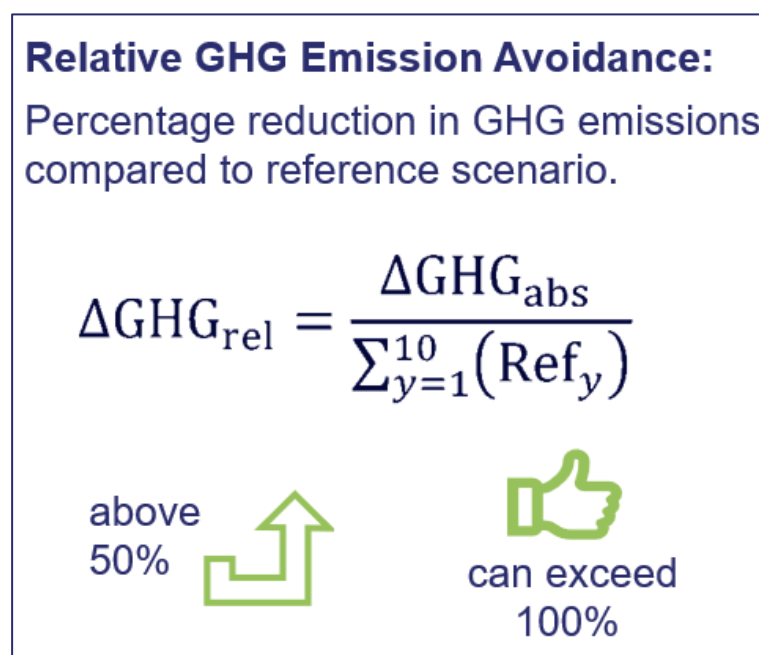 Relative GHG Emission Avoidance:
Percentage reduction in GHG emissions
compared to reference scenario.
ΔGHG_rel = ΔGHG_abs / ∑_{y=1}^{10}(Ref_y)
above
50%
can exceed
100%